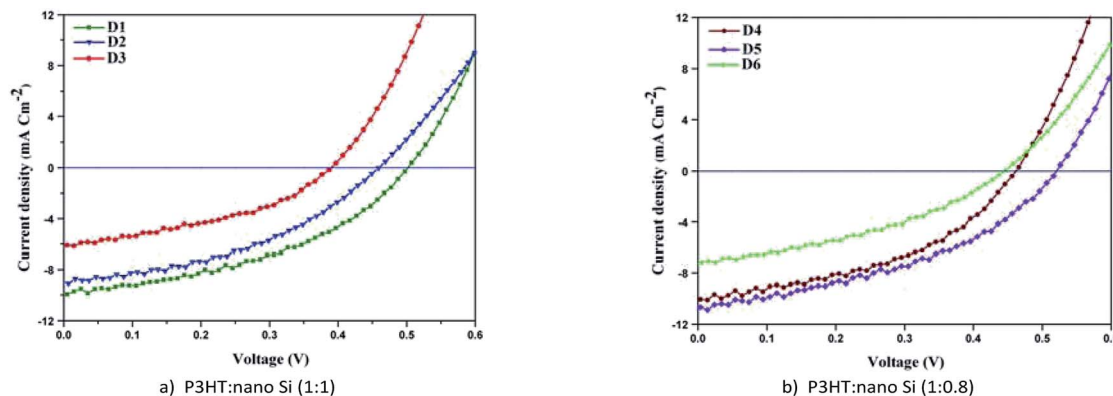 12
8
4
0
-4
-8
-12
Current density (mA Cm-2)
D1
D2
D3
0.0 0.1 0.2 0.3 0.4 0.5 0.6
Voltage (V)
a) P3HT:nano Si (1:1)
12
8
4
0
-4
-8
-12
Current density (mA Cm-2)
D4
D5
D6
0.0 0.1 0.2 0.3 0.4 0.5
Voltage (V)
b) P3HT:nano Si (1:0.8)